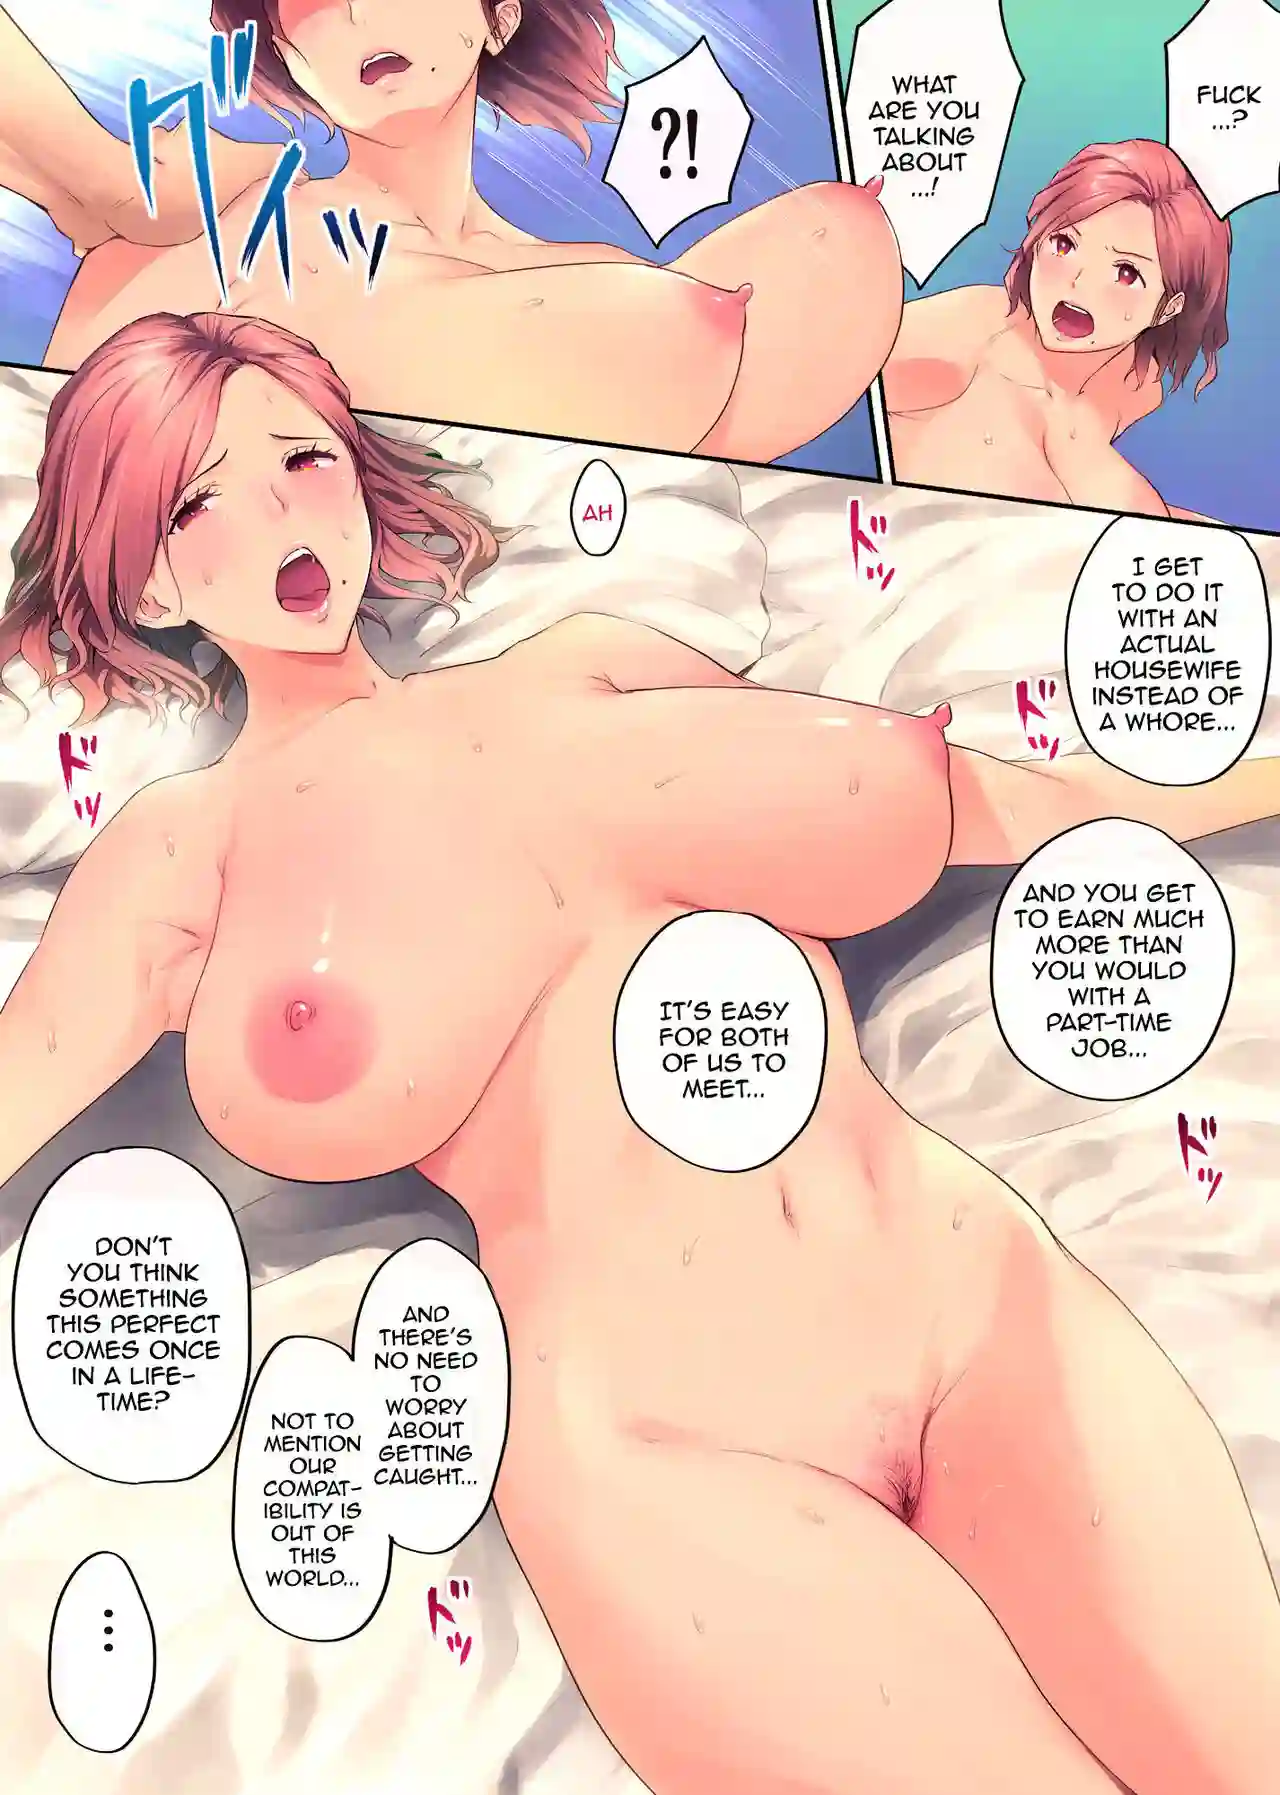 FUCK
...?
WHAT
ARE YOU
TALKING
ABOUT
...!
?!
グイッ
AH
ドッ
I GET
TO DO IT
WITH AN
ACTUAL
HOUSEWIFE
INSTEAD OF
A WHORE...
ドッ
ドッ
AND YOU GET
TO EARN MUCH
MORE THAN
YOU WOULD
WITH A
PART-TIME
JOB...
IT'S EASY
FOR BOTH
OF US TO
MEET...
ドッ
AND
THERE'S
NO NEED
TO
WORRY
ABOUT
GETTING
CAUGHT...
NOT TO
MENTION
OUR
COMPAT-
IBILITY IS
OUT OF
THIS
WORLD...
DON'T
YOU THINK
SOMETHING
THIS PERFECT
COMES ONCE
IN A LIFE-
TIME?
ドッ
...